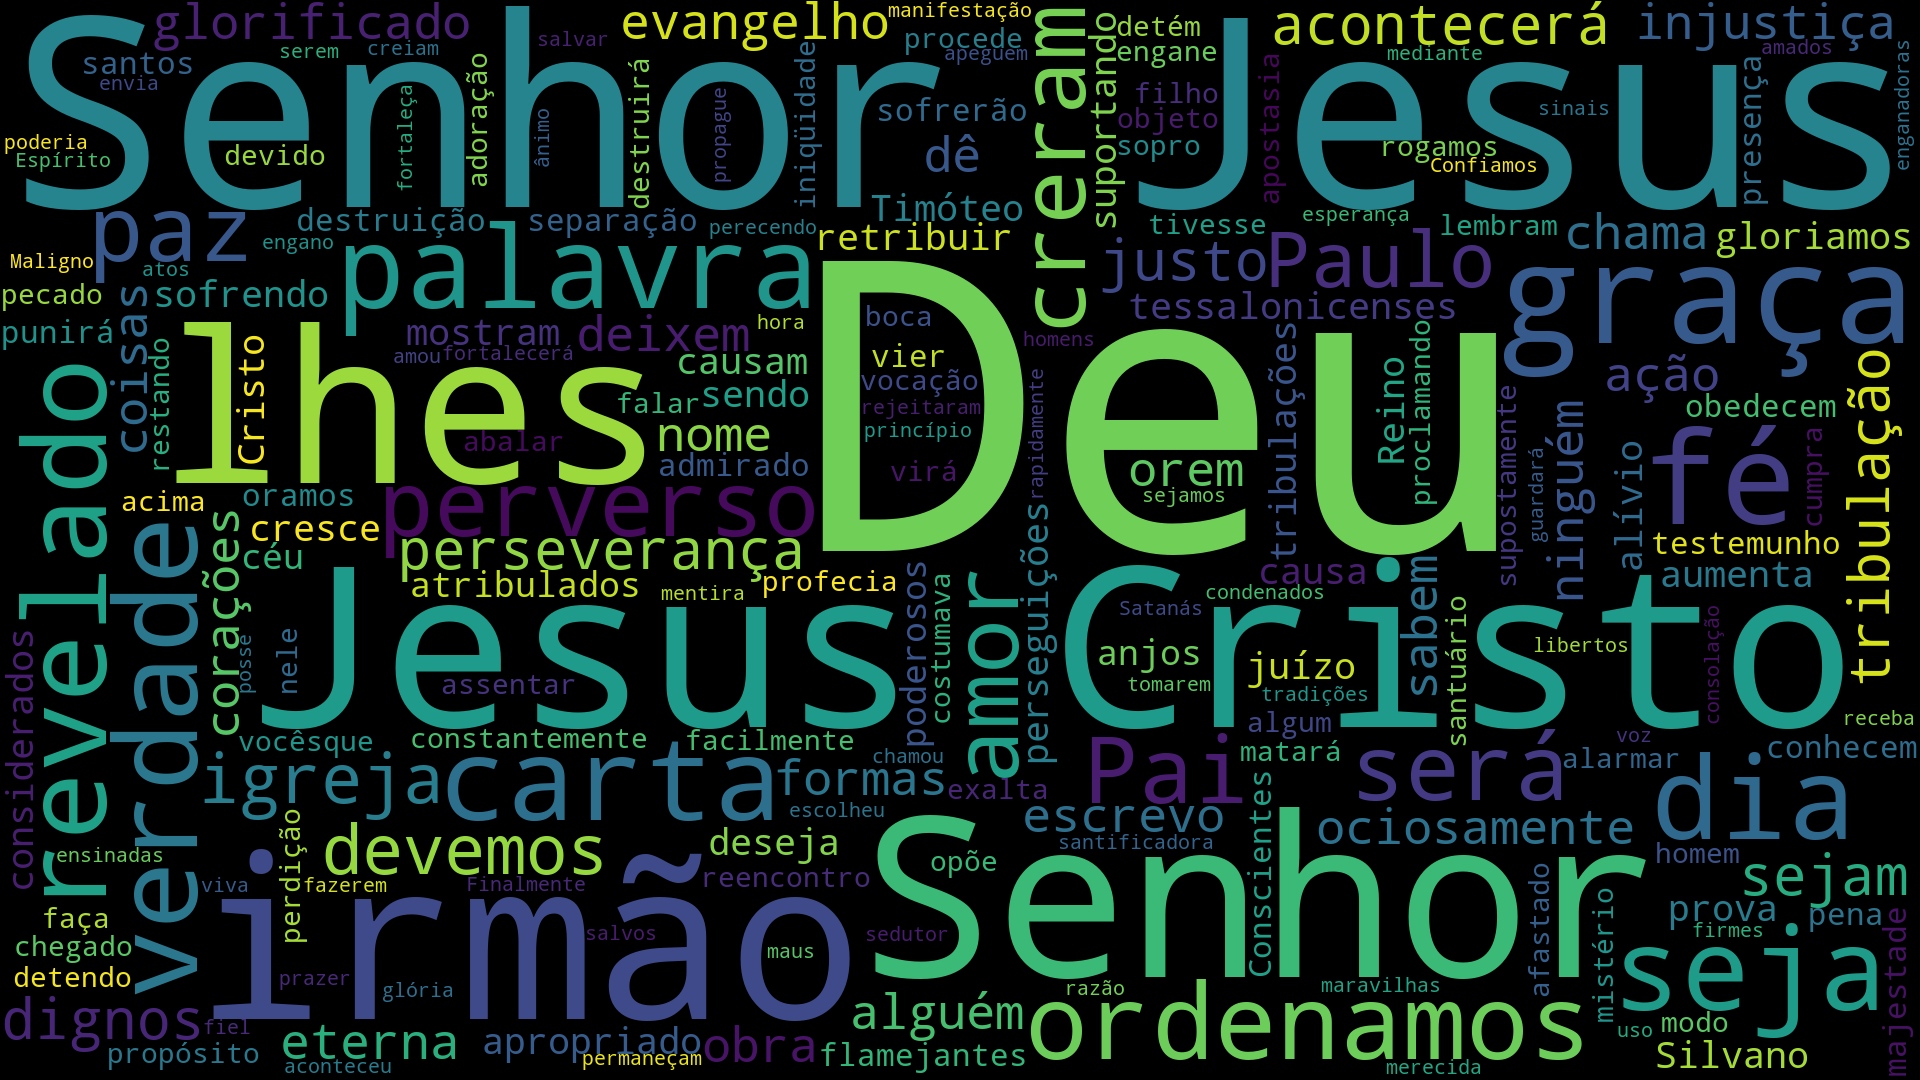 Senhor
Jesus
glorificado
evangelho
manifestação
creram
suportando
detém
engane
acontecerá
injustiça
santos
envia
serem
creiam
adoração
salvar
destruirá
iniqüidade
procede
apeguem
mediante
amados
presença
enganadoras
poderia
Espírito
devido
fortaleça
ânimo
propague
sofrerão
dê
filho
objeto
sopro
apostasia
sinais
rogamos
Confiamos
paz
destruição
separação
perecendo
Timóteo
retribuir
tivesse
esperança
lembram
chama
gloriamos
engano
Maligno
atos
pecado
sofrendo
palavra
justo
Paulo
graça
punirá
coisas
mostram
deixem
hora
boca
tessalonicenses
revelado
restando
Cristo
lhes
amou
fortalecerá
causam
vier
homens
Deu
tribulações
proclamando
Reino
ação
tribulação
falar
sendo
vocação
rejeitaram
princípio
rapidamente
obedecem
abalar
nome
admirado
virá
orem
sejamos
supostamente
guardará
ninguém
alívio
fé
cumpra
acima
oramos
perverso
cresce
perseverança
céu
verdade
corações
atribulados
mentira
profecia
poderosos
costumava
amor
perseguições
causa
condenados
Satanás
sabem
testemunho
aumenta
considerados
posse
nele
Jesus
Cristo
assentar
anjos
tomarem
juízo
tradições
santuário
libertos
consolação
receba
vocêsque
constantemente
facilmente
chamou
algum
matará
voz
alarmar
conhecem
igreja
carta
formas
escolheu
exalta
Pai
será
dia
ensinadas
perdição
devemos
deseja
reencontro
opõe
escrevo
santificadora
Conscientes
ociosamente
homem
sejam
viva
fazerem
Finalmente
irmão
Senhor
afastado
mistério
prova
pena
firmes
majestade
faça
chegado
detendo
salvos
maus
sedutor
prazer
glória
razão
maravilhas
seja
dignos
fiel
propósito
eterna
aconteceu
apropriado
permaneçam
obra
alguém
flamejantes
ordenamos
merecida
uso
modo
Silvano